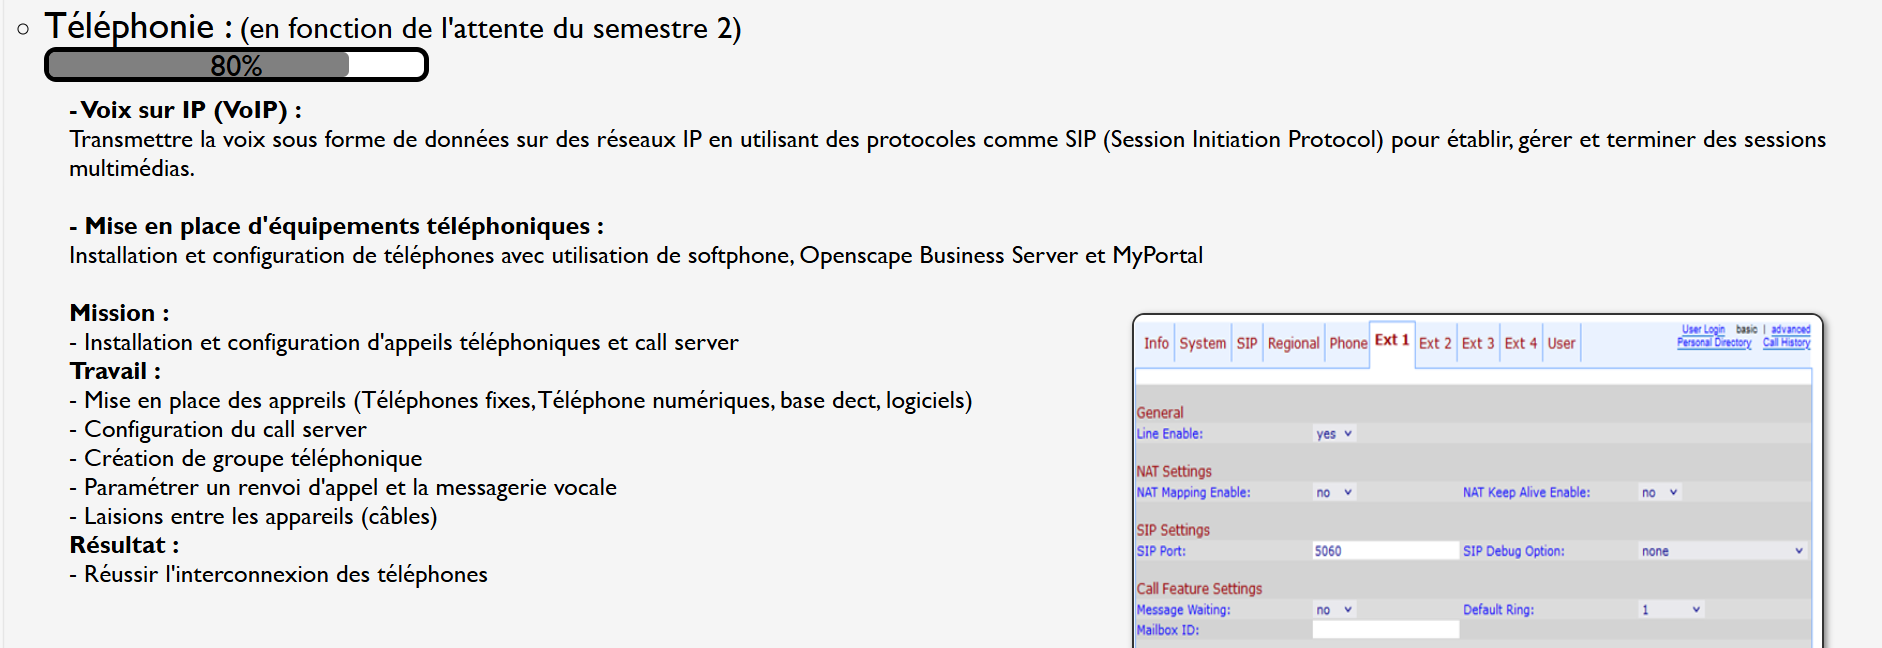 Téléphonie : (en fonction de l'attente du semestre 2)
80%
- Voix sur IP (VoIP) :
Transmettre la voix sous forme de données sur des réseaux IP en utilisant des protocoles comme SIP (Session Initiation Protocol) pour établir, gérer et terminer des sessions
multimédias.
- Mise en place d'équipements téléphoniques :
Installation et configuration de téléphones avec utilisation de softphone, Openscape Business Server et MyPortal
Mission :
- Installation et configuration d'appeils téléphoniques et call server
Travail :
- Mise en place des appreils (Téléphones fixes, Téléphone numériques, base dect, logiciels)
- Configuration du call server
- Création de groupe téléphonique
- Paramétrer un renvoi d'appel et la messagerie vocale
- Laisions entre les appareils (câbles)
Résultat :
- Réussir l'interconnexion des téléphones
User Login basic | advanced
Info System SIP Regional Phone Ext 1 Ext 2 Ext 3 Ext 4 User
Personal Directory Call History
General
Line Enable: yes
NAT Settings
NAT Mapping Enable: no NAT Keep Alive Enable: no
SIP Settings
SIP Port: 5060 SIP Debug Option: none
Call Feature Settings
Message Waiting: no Default Ring: 1
Mailbox ID: